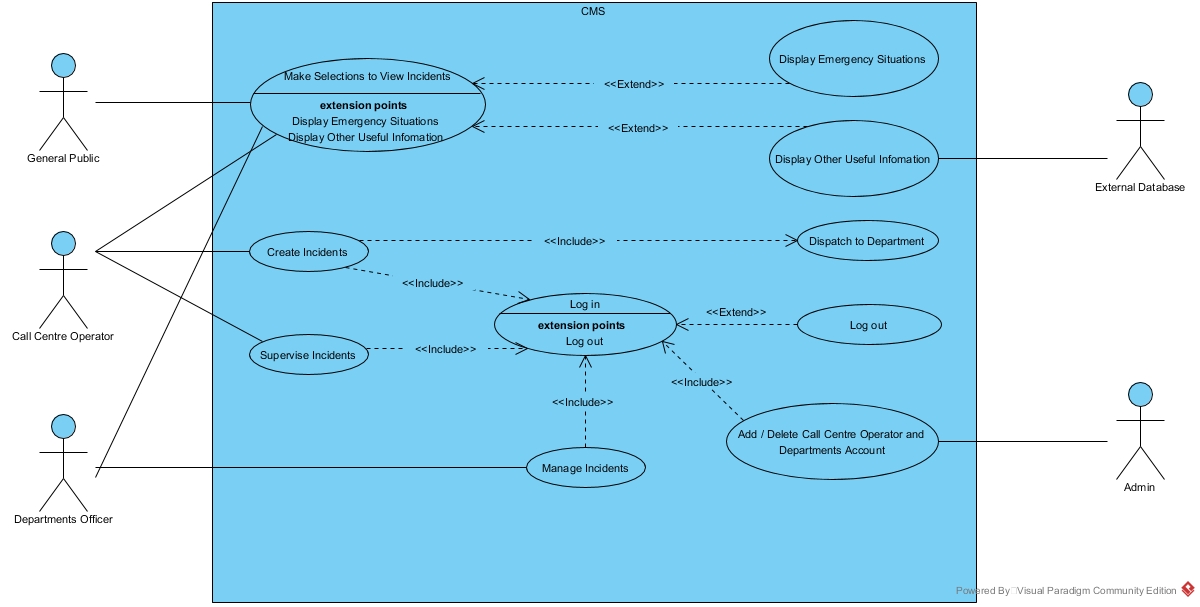 CMS
General Public
Make Selections to View Incidents
extension points
Display Emergency Situations
Display Other Useful Infomation
<<Extend>>
<<Extend>>
Display Emergency Situations
Display Other Useful Infomation
External Database
Call Centre Operator
Create Incidents
<<Include>>
Dispatch to Department
<<Include>>
Log in
extension points
Log out
<<Extend>>
Log out
Supervise Incidents
<<Include>>
<<Include>>
<<Include>>
Add / Delete Call Centre Operator and
Departments Account
Admin
Manage Incidents
Departments Officer
Powered By Visual Paradigm Community Edition